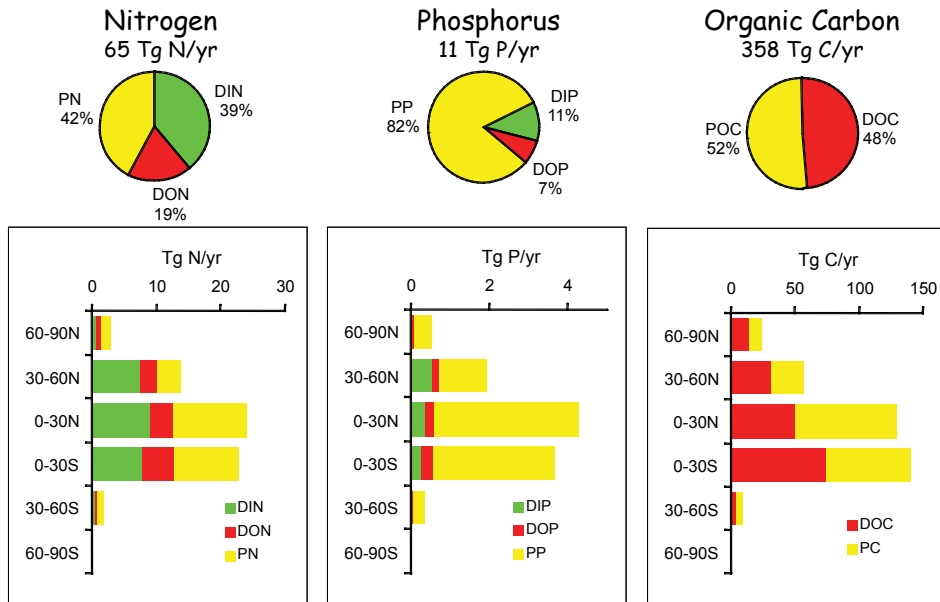 Nitrogen
65 Tg N/yr
PN
42%
DIN
39%
DON
19%
Phosphorus
11 Tg P/yr
PP
82%
DIP
11%
DOP
7%
Organic Carbon
358 Tg C/yr
POC
52%
DOC
48%
Tg N/yr
0 10 20 30
60-90N
30-60N
0-30N
0-30S
30-60S
60-90S
DIN
DON
PN
Tg P/yr
0 2 4
60-90N
30-60N
0-30N
0-30S
30-60S
60-90S
DIP
DOP
PP
Tg C/yr
0 50 100 150
60-90N
30-60N
0-30N
0-30S
30-60S
60-90S
DOC
PC